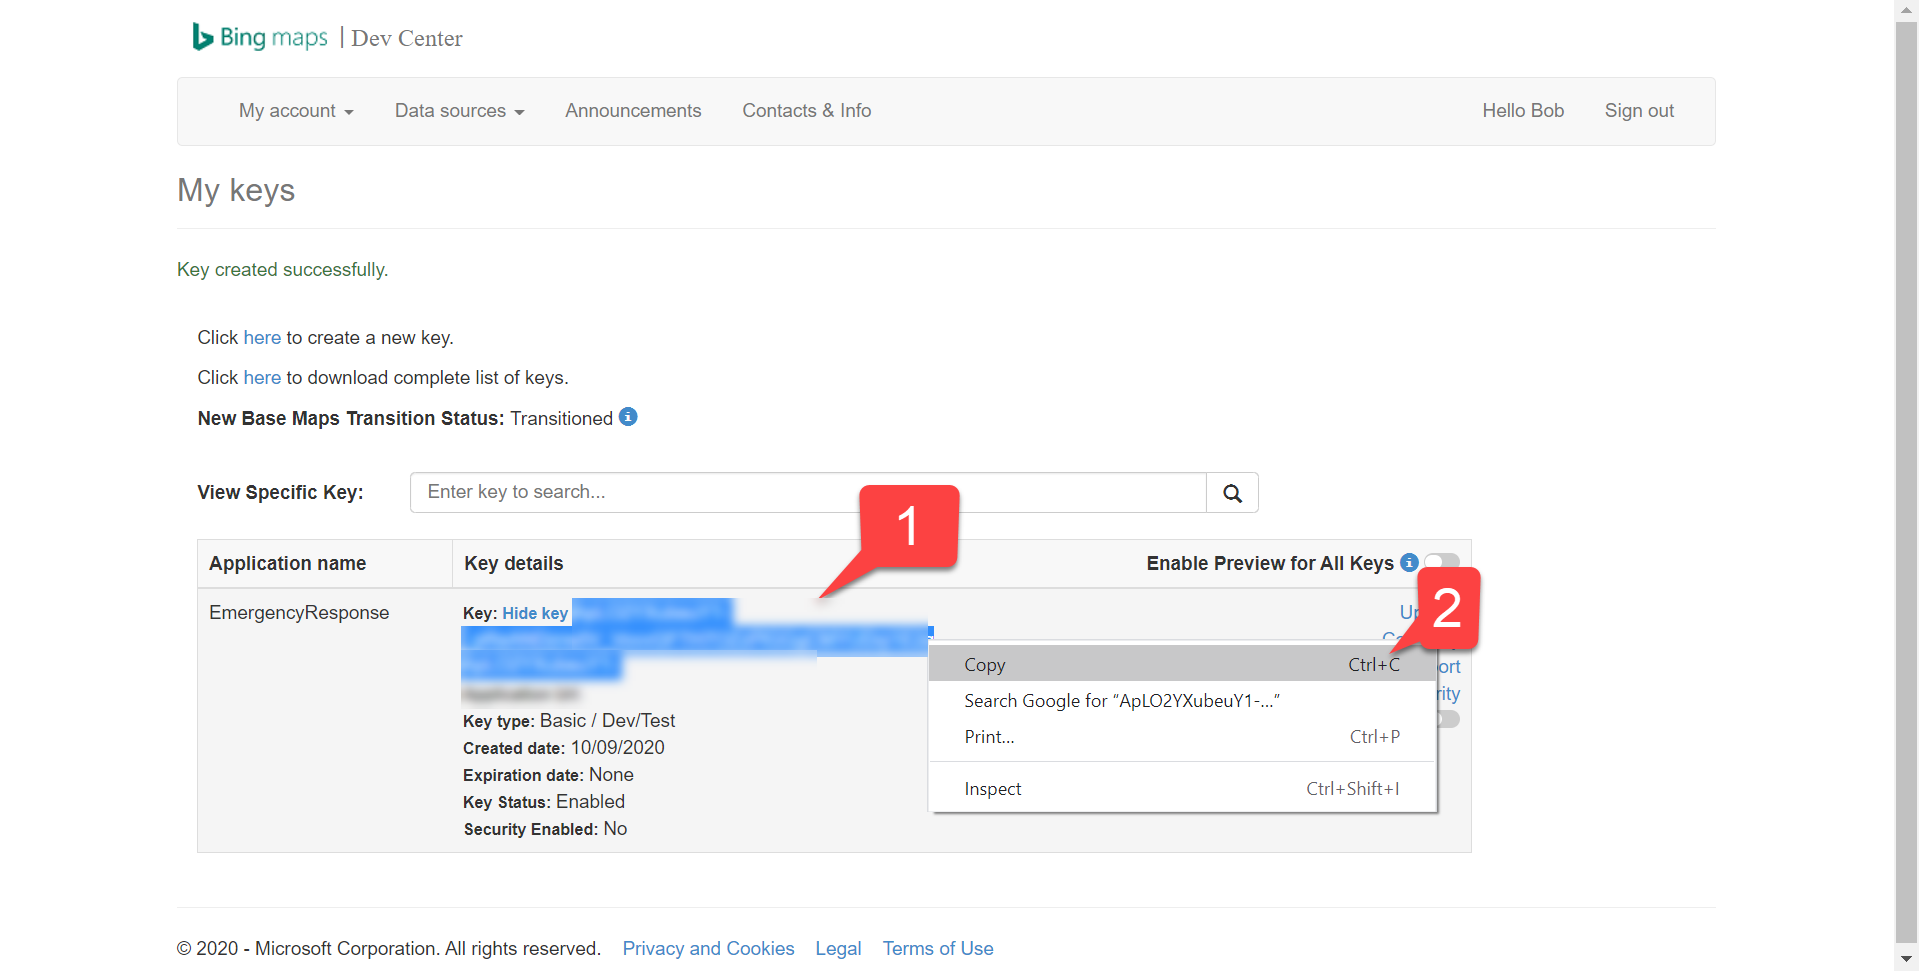 Bing maps | Dev Center
My account Data sources Announcements Contacts & Info Hello Bob Sign out
My keys
Key created successfully.
Click here to create a new key.
Click here to download complete list of keys.
New Base Maps Transition Status: Transitioned
View Specific Key: Enter key to search...
1
Application name Key details Enable Preview for All Keys
2
EmergencyResponse Key: Hide key
Copy Ctrl+C
ort
Search Google for “ApLO2YXubeuY1-...”
rity
Key type: Basic / Dev/Test
Print... Ctrl+P
Created date: 10/09/2020
Expiration date: None
Inspect Ctrl+Shift+I
Key Status: Enabled
Security Enabled: No
© 2020 - Microsoft Corporation. All rights reserved. Privacy and Cookies Legal Terms of Use